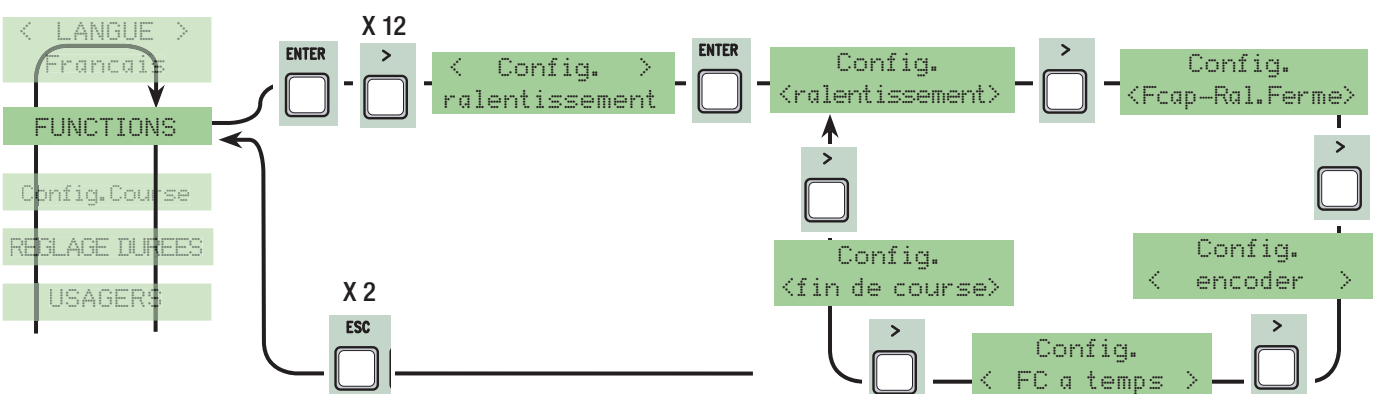 < LANGUE >
Francais
FUNCTIONS
Config.Course
REGLAGE DUREES
USAGERS
ENTER
X 12
>
< Config. >
ralentissement
ENTER
Config.
<ralentissement>
>
Config.
<Fcap-Ral.Ferme>
>
Config.
< encoder >
>
Config.
< FC a temps >
>
Config.
<fin de course>
>
X 2
ESC